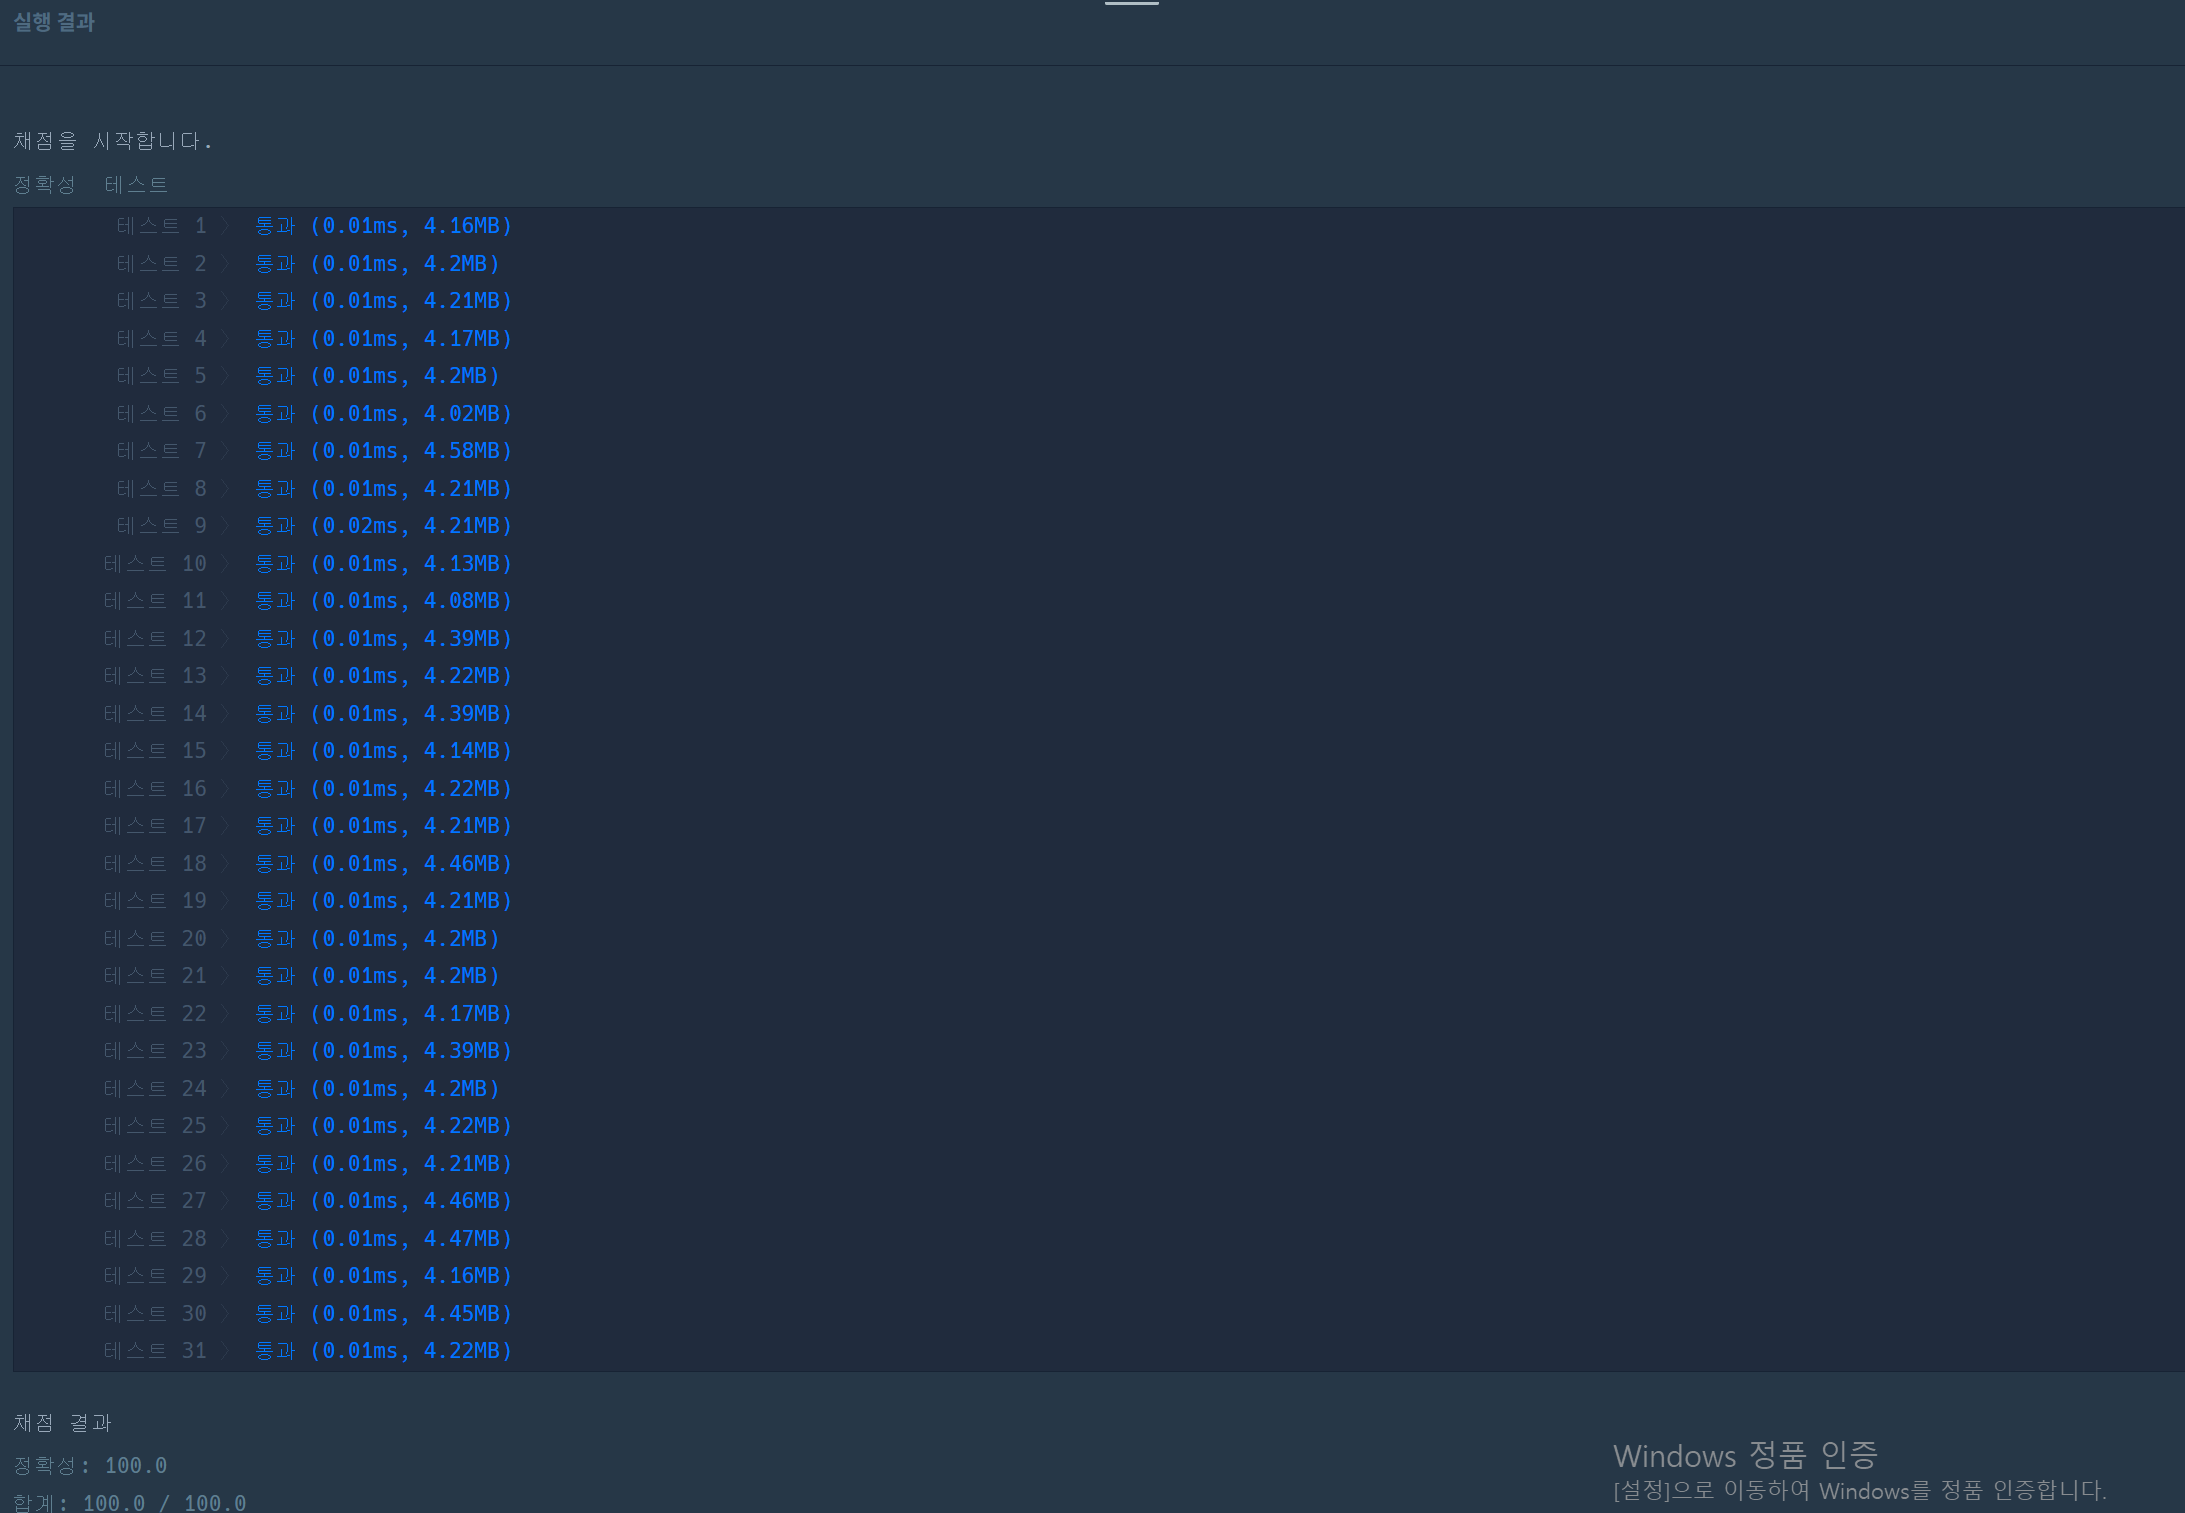 실행 결과
채점을 시작합니다.
정확성 테스트
테스트 1 〉 통과 (0.01ms, 4.16MB)
테스트 2 〉 통과 (0.01ms, 4.2MB)
테스트 3 〉 통과 (0.01ms, 4.21MB)
테스트 4 〉 통과 (0.01ms, 4.17MB)
테스트 5 〉 통과 (0.01ms, 4.2MB)
테스트 6 〉 통과 (0.01ms, 4.02MB)
테스트 7 〉 통과 (0.01ms, 4.58MB)
테스트 8 〉 통과 (0.01ms, 4.21MB)
테스트 9 〉 통과 (0.02ms, 4.21MB)
테스트 10 〉 통과 (0.01ms, 4.13MB)
테스트 11 〉 통과 (0.01ms, 4.08MB)
테스트 12 〉 통과 (0.01ms, 4.39MB)
테스트 13 〉 통과 (0.01ms, 4.22MB)
테스트 14 〉 통과 (0.01ms, 4.39MB)
테스트 15 〉 통과 (0.01ms, 4.14MB)
테스트 16 〉 통과 (0.01ms, 4.22MB)
테스트 17 〉 통과 (0.01ms, 4.21MB)
테스트 18 〉 통과 (0.01ms, 4.46MB)
테스트 19 〉 통과 (0.01ms, 4.21MB)
테스트 20 〉 통과 (0.01ms, 4.2MB)
테스트 21 〉 통과 (0.01ms, 4.2MB)
테스트 22 〉 통과 (0.01ms, 4.17MB)
테스트 23 〉 통과 (0.01ms, 4.39MB)
테스트 24 〉 통과 (0.01ms, 4.2MB)
테스트 25 〉 통과 (0.01ms, 4.22MB)
테스트 26 〉 통과 (0.01ms, 4.21MB)
테스트 27 〉 통과 (0.01ms, 4.46MB)
테스트 28 〉 통과 (0.01ms, 4.47MB)
테스트 29 〉 통과 (0.01ms, 4.16MB)
테스트 30 〉 통과 (0.01ms, 4.45MB)
테스트 31 〉 통과 (0.01ms, 4.22MB)
채점 결과
정확성: 100.0
합계: 100.0 / 100.0
Windows 정품 인증
[설정]으로 이동하여 Windows를 정품 인증합니다.